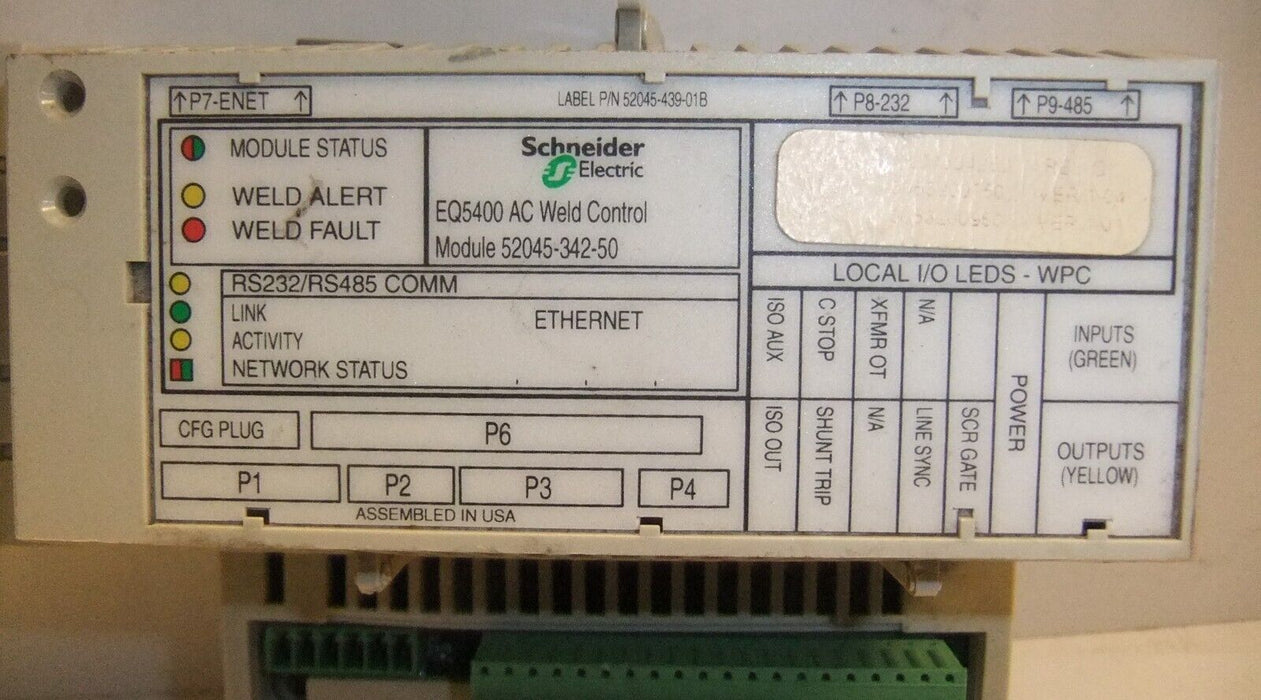 ↑P7-ENET ↑
LABEL P/N 52045-439-01B
↑ P8-232 ↑
↑ P9-485 ↑
MODULE STATUS
WELD ALERT
WELD FAULT
Schneider
Electric
EQ5400 AC Weld Control
Module 52045-342-50
RS232/RS485 COMM
LINK
ACTIVITY
NETWORK STATUS
ETHERNET
LOCAL I/O LEDS - WPC
ISO AUX
C STOP
XFMR OT
N/A
POWER
INPUTS
(GREEN)
ISO OUT
SHUNT TRIP
N/A
LINE SYNC
SCR GATE
OUTPUTS
(YELLOW)
CFG PLUG
P6
P1
P2
P3
P4
ASSEMBLED IN USA